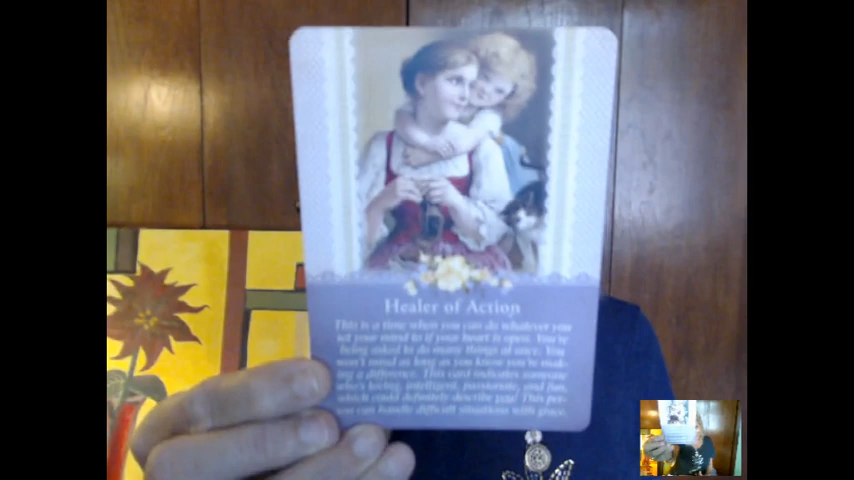 Healer of Action
This is a time when you can do whatever you
set your mind to if your heart is open. You're
being asked to do many things at once. You
won't mind as long as you know you're mak-
ing a difference. This card indicates someone
who's loving, intelligent, passionate, and fun,
which could definitely describe you! This per-
son can handle difficult situations with grace.